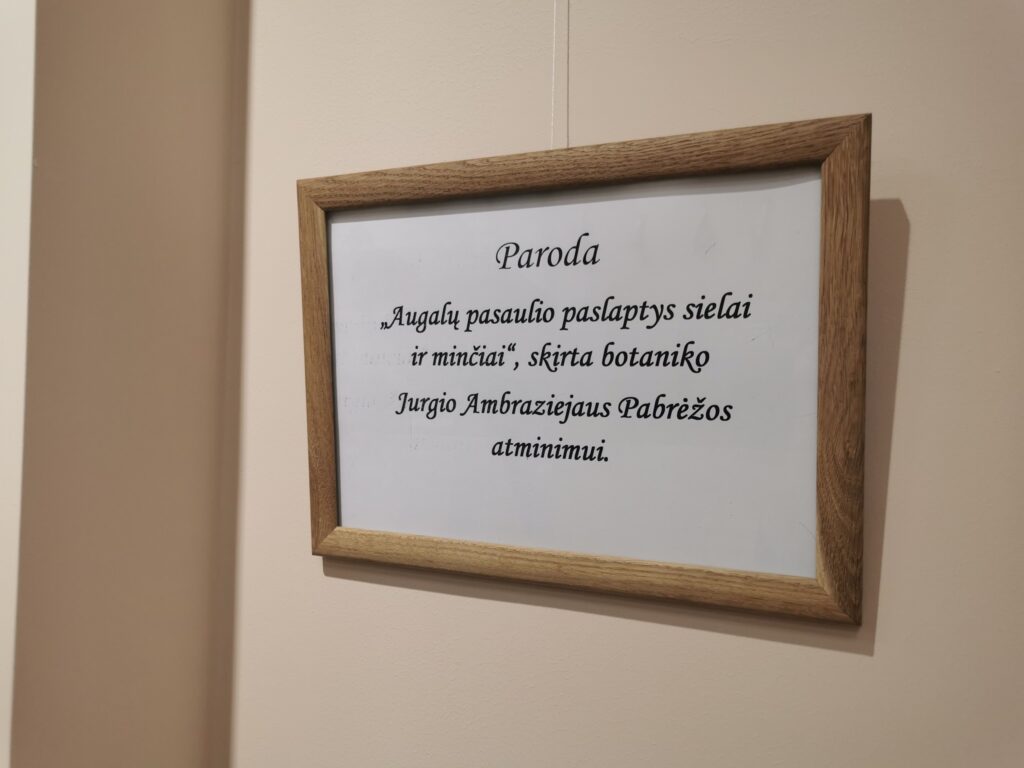 Paroda
„Augalų pasaulio paslaptys sielai
ir minčiai“, skirta botaniko
Jurgio Ambraziejaus Pabrėžos
atminimui.